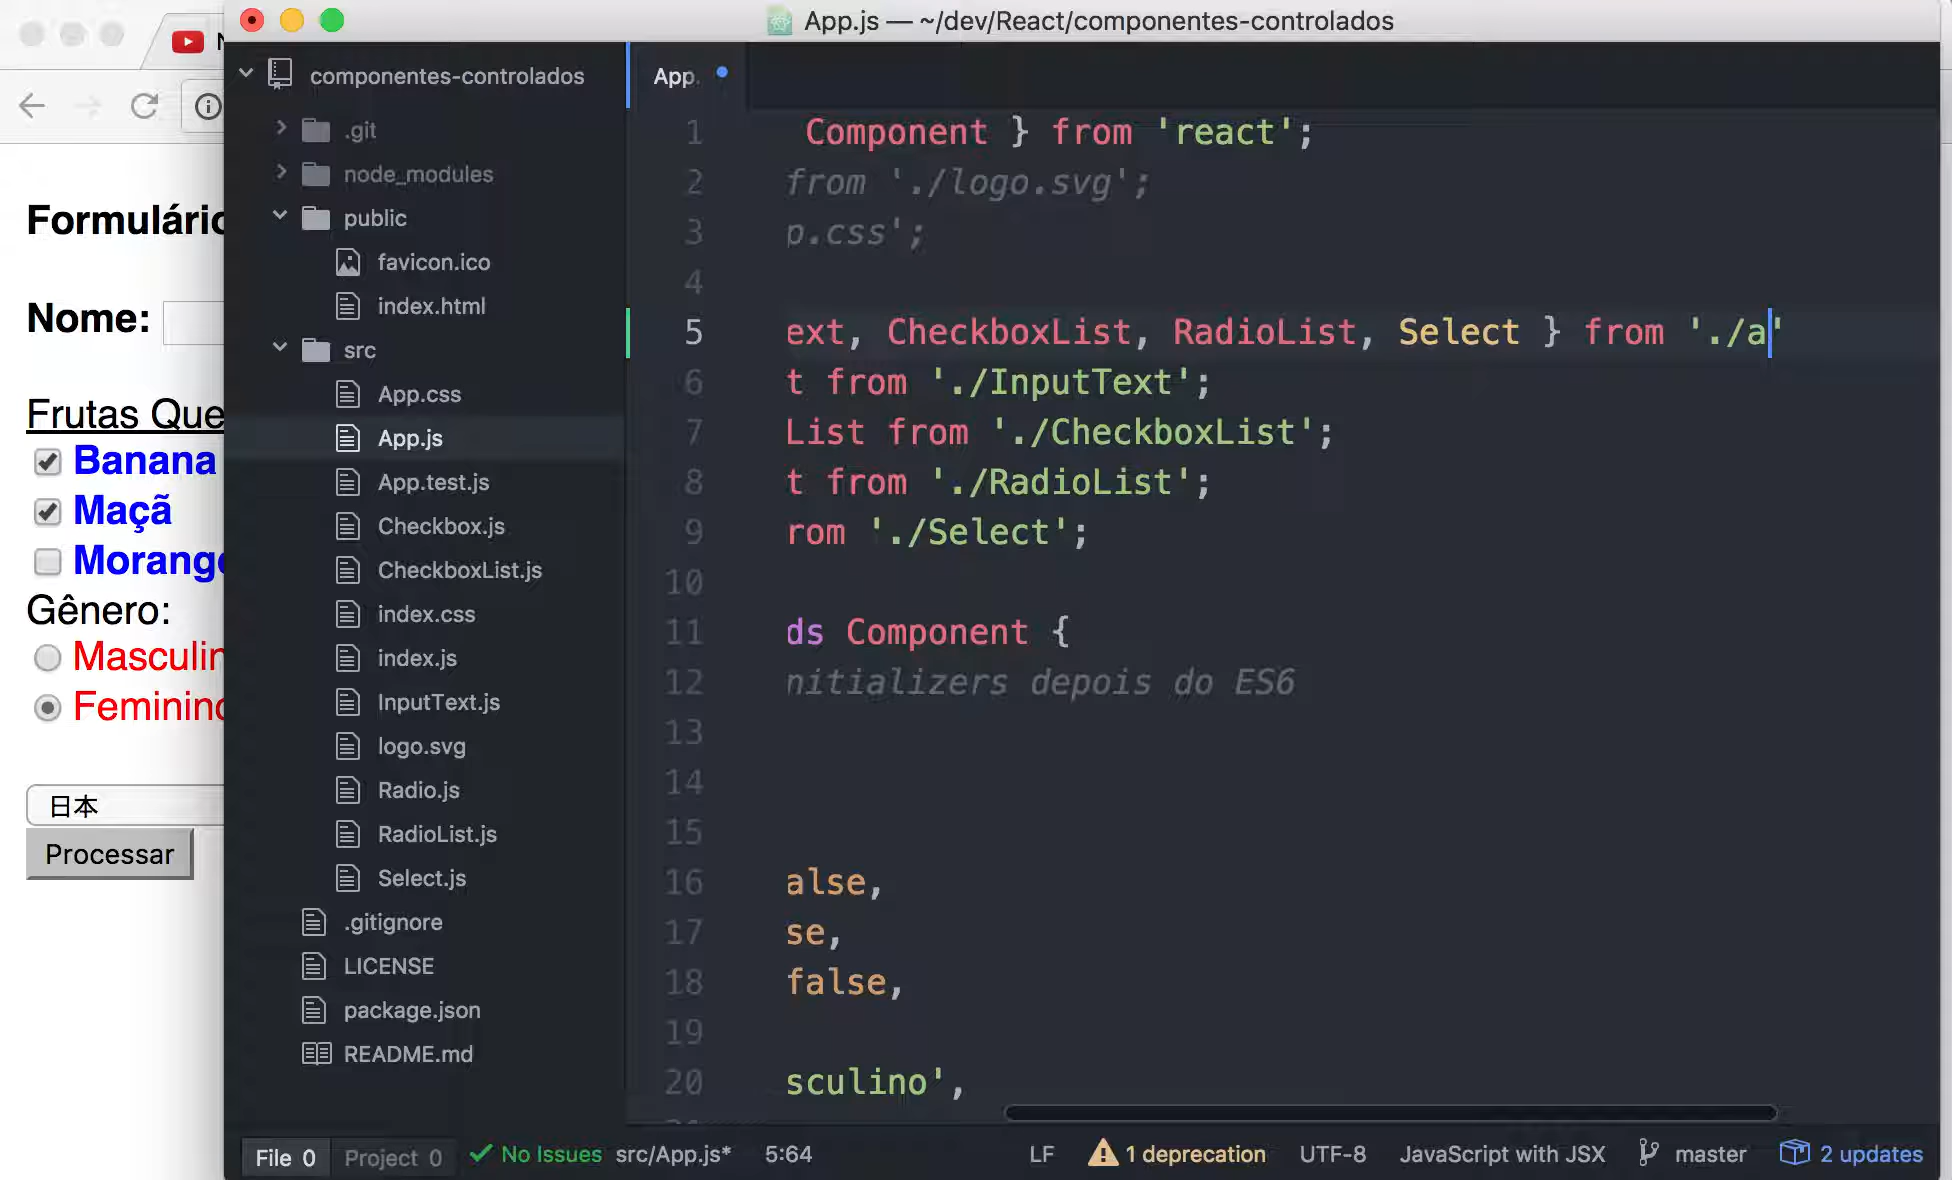 App.js — ~/dev/React/componentes-controlados
Formulário
Nome:
Frutas Que
Banana
Maçã
Morango
Gênero:
Masculin
Feminino
日本
Processar
componentes-controlados
.git
node_modules
public
favicon.ico
index.html
src
App.css
App.js
App.test.js
Checkbox.js
CheckboxList.js
index.css
index.js
InputText.js
logo.svg
Radio.js
RadioList.js
Select.js
.gitignore
LICENSE
package.json
README.md
App.
1 Component } from 'react';
2 from './logo.svg';
3 p.css';
4
5 ext, CheckboxList, RadioList, Select } from './a'
6 t from './InputText';
7 List from './CheckboxList';
8 t from './RadioList';
9 rom './Select';
10
11 ds Component {
12 nitializers depois do ES6
13
14
15
16 alse,
17 se,
18 false,
19
20 sculino',
File 0 Project 0 No Issues src/App.js* 5:64 LF 1 deprecation UTF-8 JavaScript with JSX master 2 updates